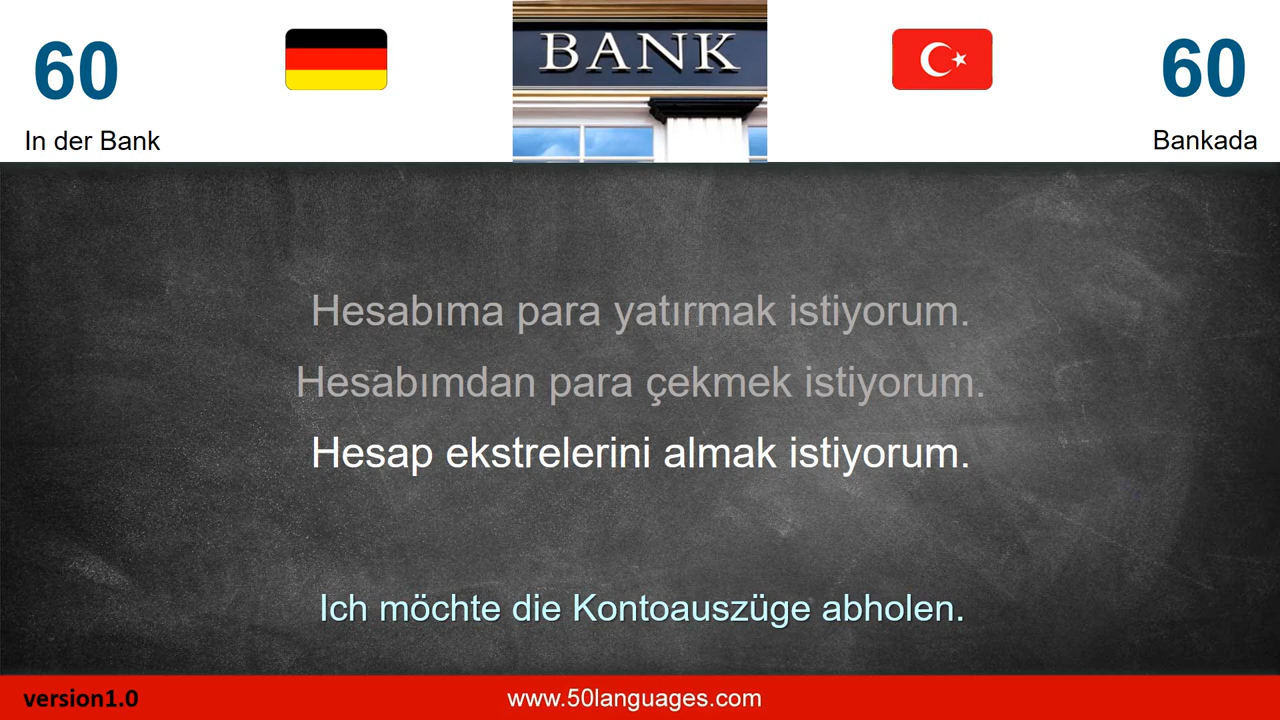 60
In der Bank
BANK
60
Bankada
Hesabıma para yatırmak istiyorum.
Hesabımdan para çekmek istiyorum.
Hesap ekstrelerini almak istiyorum.
Ich möchte die Kontoauszüge abholen.
version1.0
www.50languages.com